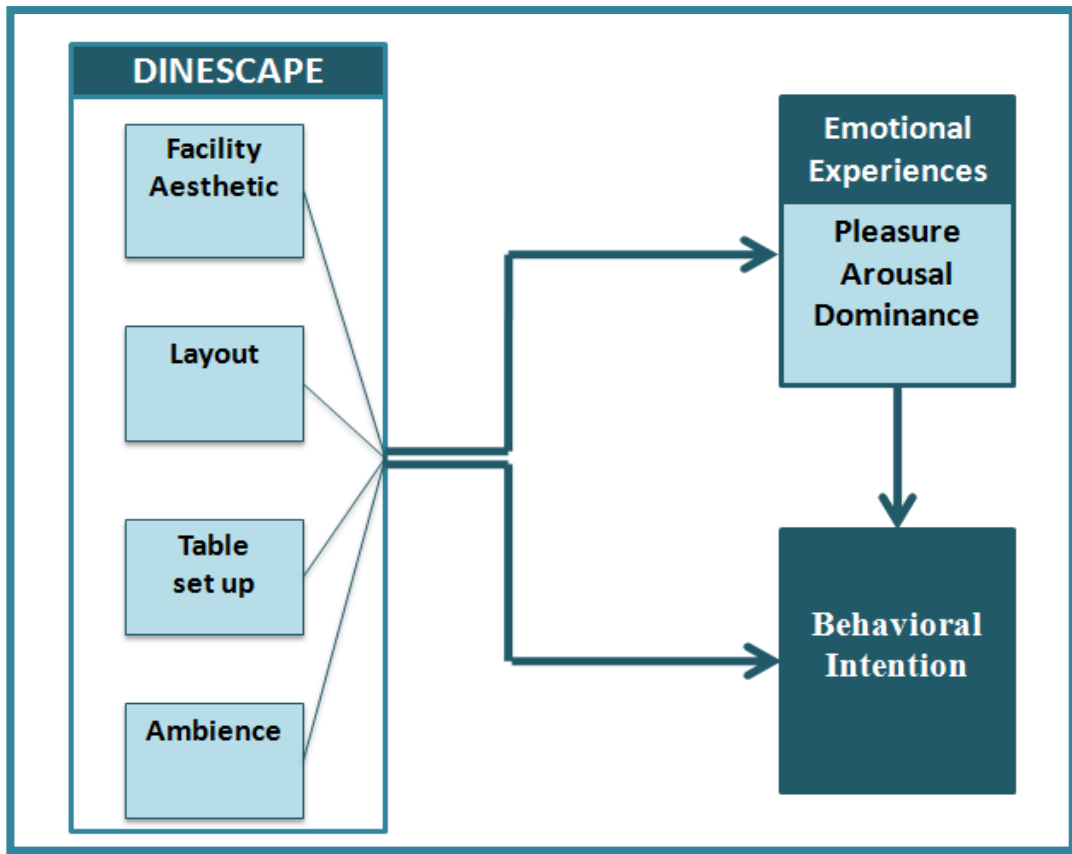 DINESCAPE
Facility
Aesthetic
Layout
Table
set up
Ambience
Emotional
Experiences
Pleasure
Arousal
Dominance
Behavioral
Intention